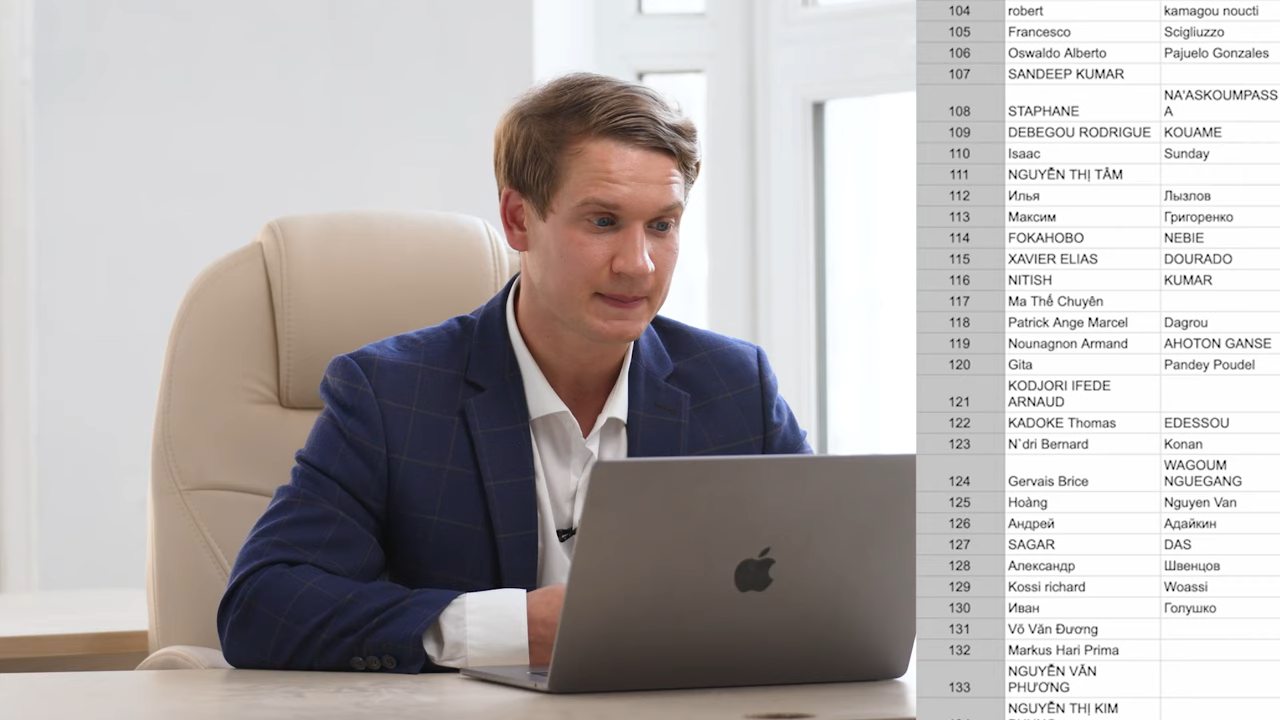 104 robert kamagou noucti
105 Francesco Scigliuzzo
106 Oswaldo Alberto Pajuelo Gonzales
107 SANDEEP KUMAR
NA'ASKOUMPASS
108 STAPHANE A
109 DEBEGOU RODRIGUE KOUAME
110 Isaac Sunday
111 NGUYỄN THỊ TÂM
112 Илья Лызлов
113 Максим Григоренко
114 FOKAHOBO NEBIE
115 XAVIER ELIAS DOURADO
116 NITISH KUMAR
117 Ma Thế Chuyên
118 Patrick Ange Marcel Dagrou
119 Nounagnon Armand AHOTON GANSE
120 Gita Pandey Poudel
KODJORI IFEDE
121 ARNAUD
122 KADOKE Thomas EDESSOU
123 N`dri Bernard Konan
WAGOUM
124 Gervais Brice NGUEGANG
125 Hoàng Nguyen Van
126 Андрей Адайкин
127 SAGAR DAS
128 Александр Швенцов
129 Kossi richard Woassi
130 Иван Голушко
131 Võ Văn Đương
132 Markus Hari Prima
NGUYỄN VĂN
133 PHƯƠNG
NGUYỄN THỊ KIM